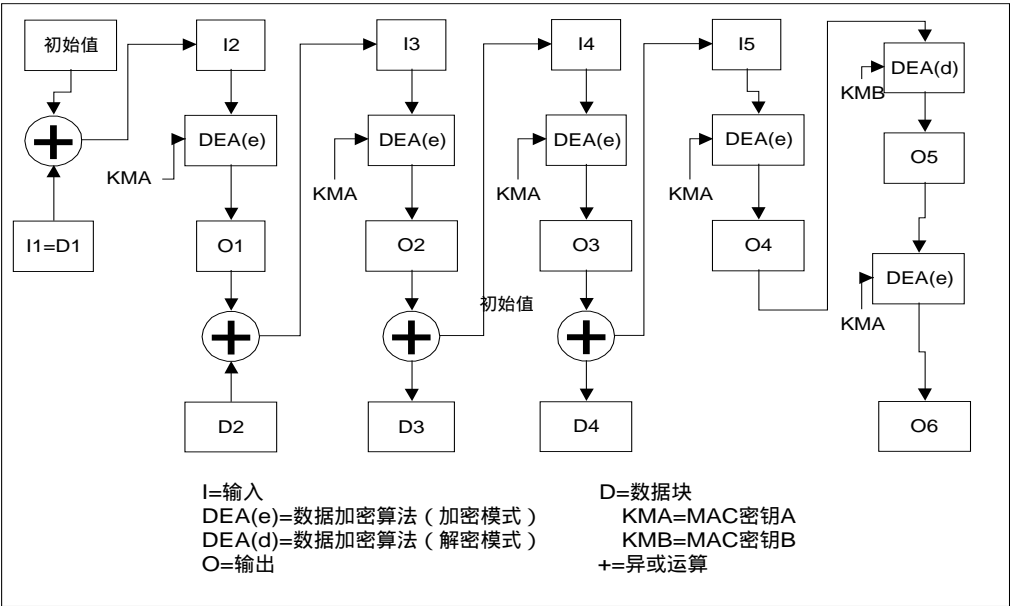 初始值
I2
I3
I4
I5
DEA(d)
KMB
DEA(e)
DEA(e)
DEA(e)
DEA(e)
KMA
KMA
KMA
KMA
O5
I1=D1
O1
O2
O3
O4
DEA(e)
初始值
KMA
D2
D3
D4
O6
I=输入
DEA(e)=数据加密算法（加密模式）
DEA(d)=数据加密算法（解密模式）
O=输出
D=数据块
KMA=MAC密钥A
KMB=MAC密钥B
+=异或运算